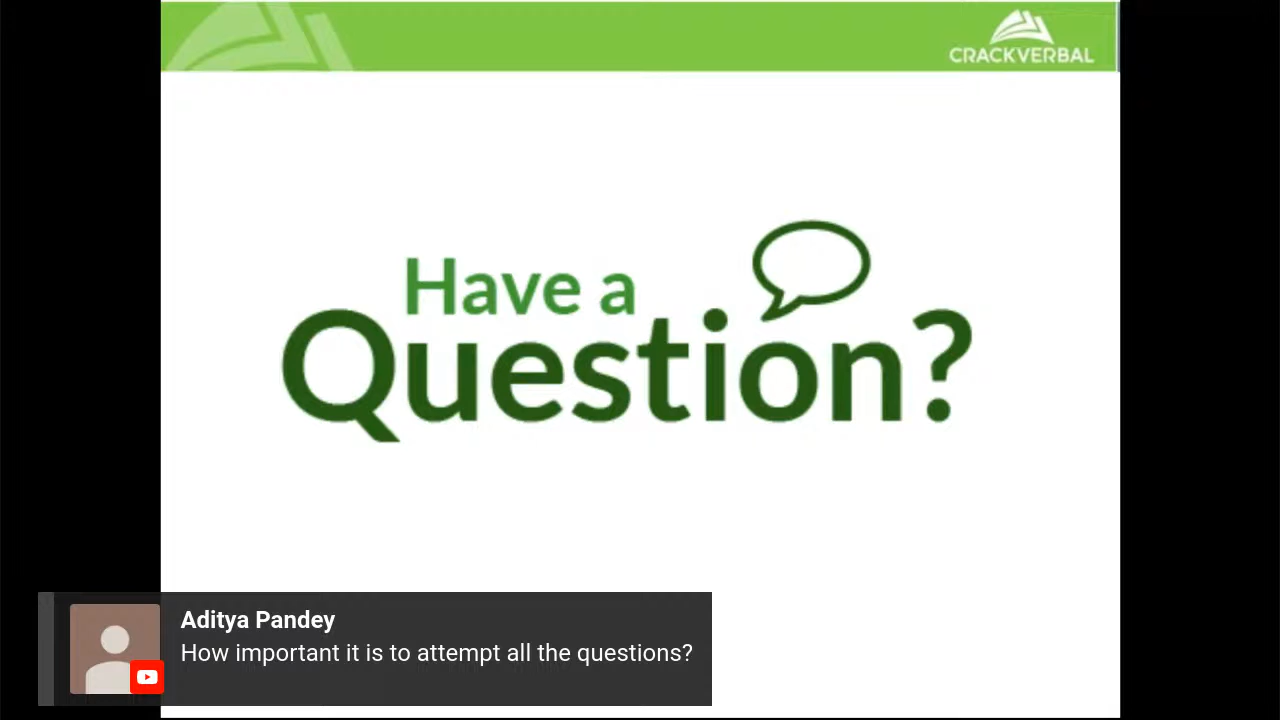 CRACKVERBAL
Have a
Question?
Aditya Pandey
How important it is to attempt all the questions?